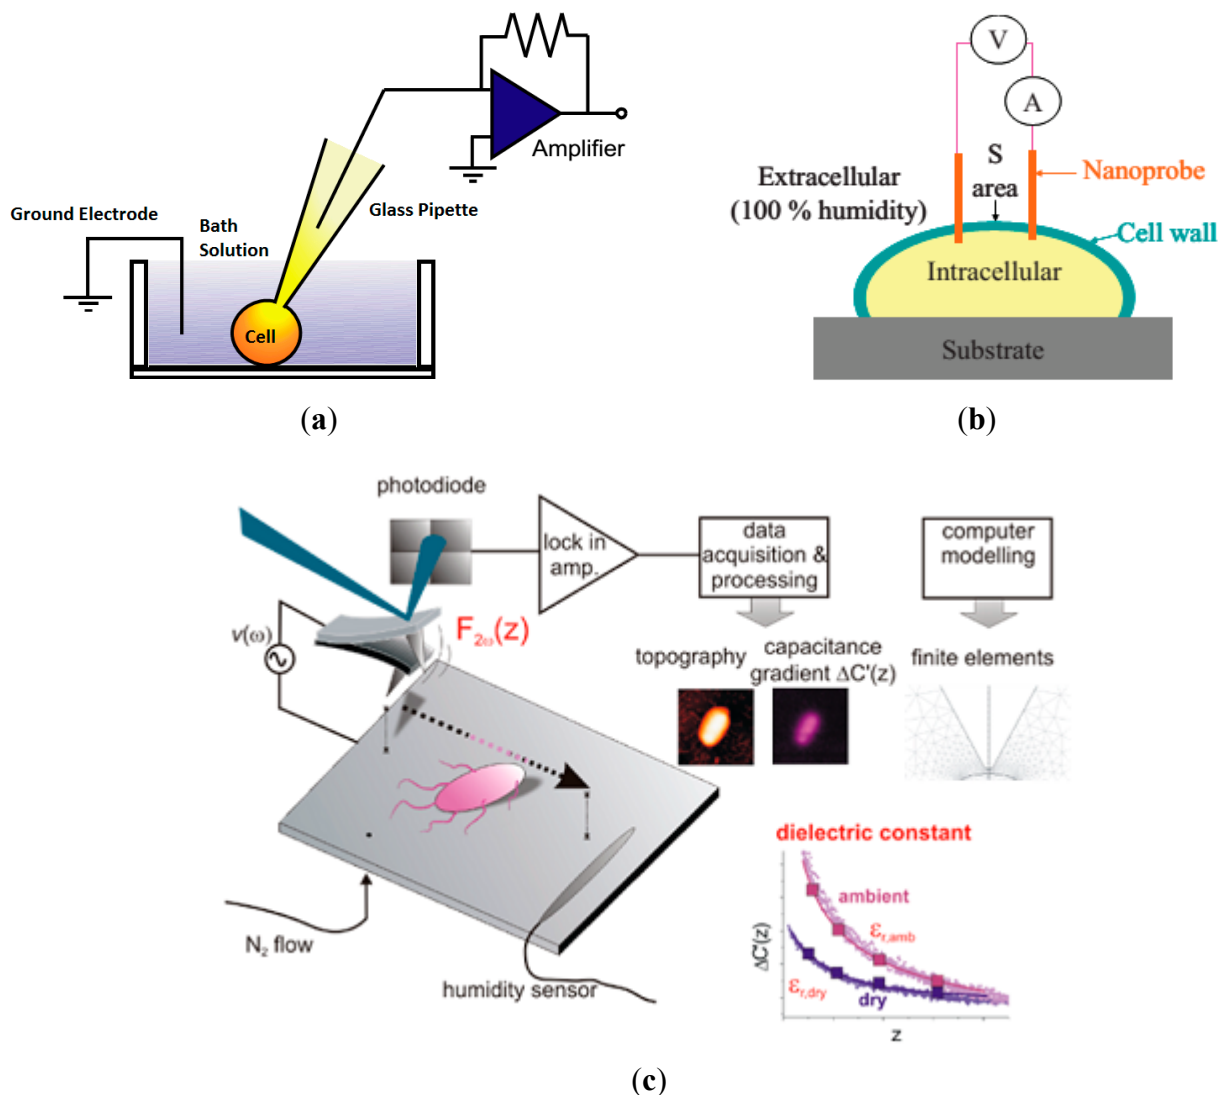 Ground Electrode
Bath
Solution
Cell
Glass Pipette
Amplifier
(a)
V
A
S
area
Extracellular
(100 % humidity)
Nanoprobe
Cell wall
Intracellular
Substrate
(b)
photodiode
lock in
amp.
data
acquisition &
processing
computer
modelling
v(ω)
F2ω(z)
topography
capacitance
gradient ΔC'(z)
finite elements
N2 flow
humidity sensor
dielectric constant
ambient
εr,amb
εr,dry
dry
ΔC'(z)
z
(c)